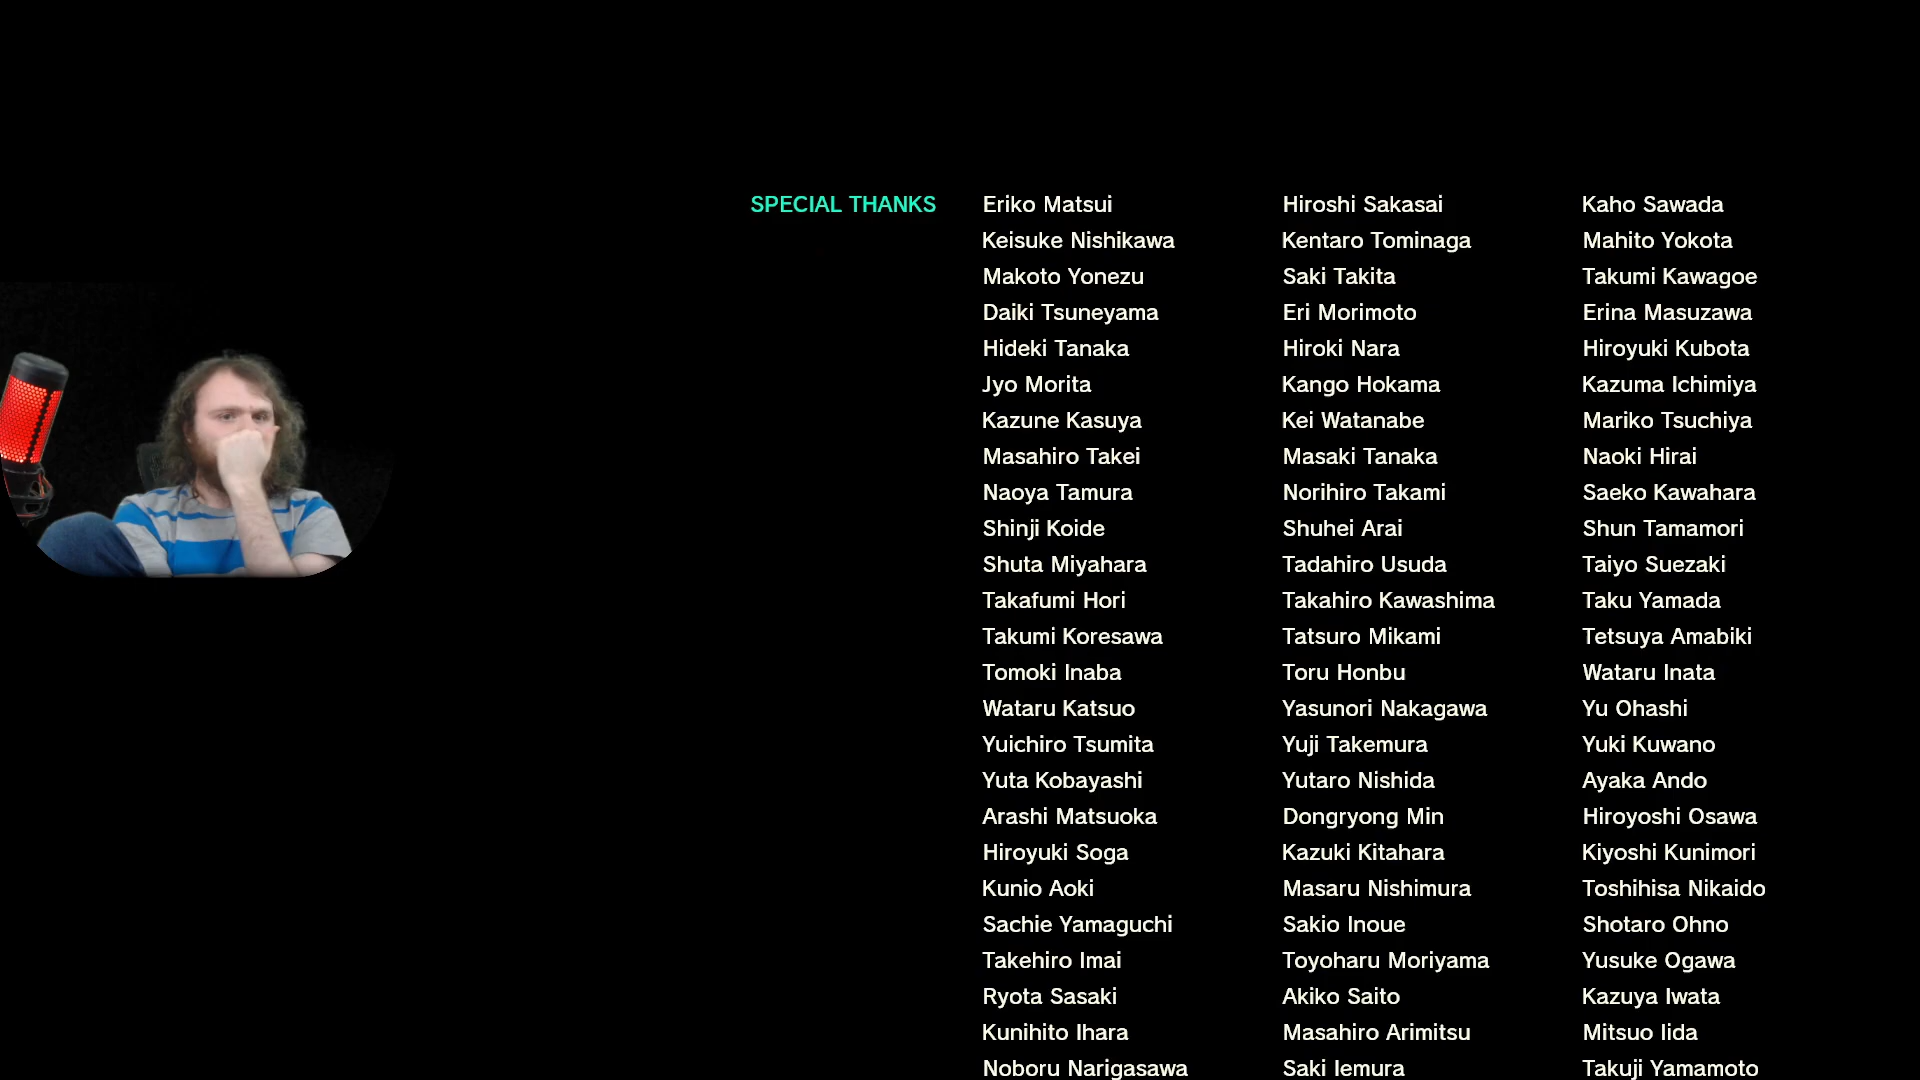 SPECIAL THANKS Eriko Matsui Hiroshi Sakasai Kaho Sawada
Keisuke Nishikawa Kentaro Tominaga Mahito Yokota
Makoto Yonezu Saki Takita Takumi Kawagoe
Daiki Tsuneyama Eri Morimoto Erina Masuzawa
Hideki Tanaka Hiroki Nara Hiroyuki Kubota
Jyo Morita Kango Hokama Kazuma Ichimiya
Kazune Kasuya Kei Watanabe Mariko Tsuchiya
Masahiro Takei Masaki Tanaka Naoki Hirai
Naoya Tamura Norihiro Takami Saeko Kawahara
Shinji Koide Shuhei Arai Shun Tamamori
Shuta Miyahara Tadahiro Usuda Taiyo Suezaki
Takafumi Hori Takahiro Kawashima Taku Yamada
Takumi Koresawa Tatsuro Mikami Tetsuya Amabiki
Tomoki Inaba Toru Honbu Wataru Inata
Wataru Katsuo Yasunori Nakagawa Yu Ohashi
Yuichiro Tsumita Yuji Takemura Yuki Kuwano
Yuta Kobayashi Yutaro Nishida Ayaka Ando
Arashi Matsuoka Dongryong Min Hiroyoshi Osawa
Hiroyuki Soga Kazuki Kitahara Kiyoshi Kunimori
Kunio Aoki Masaru Nishimura Toshihisa Nikaido
Sachie Yamaguchi Sakio Inoue Shotaro Ohno
Takehiro Imai Toyoharu Moriyama Yusuke Ogawa
Ryota Sasaki Akiko Saito Kazuya Iwata
Kunihito Ihara Masahiro Arimitsu Mitsuo Iida
Noboru Narigasawa Saki Iemura Takuji Yamamoto